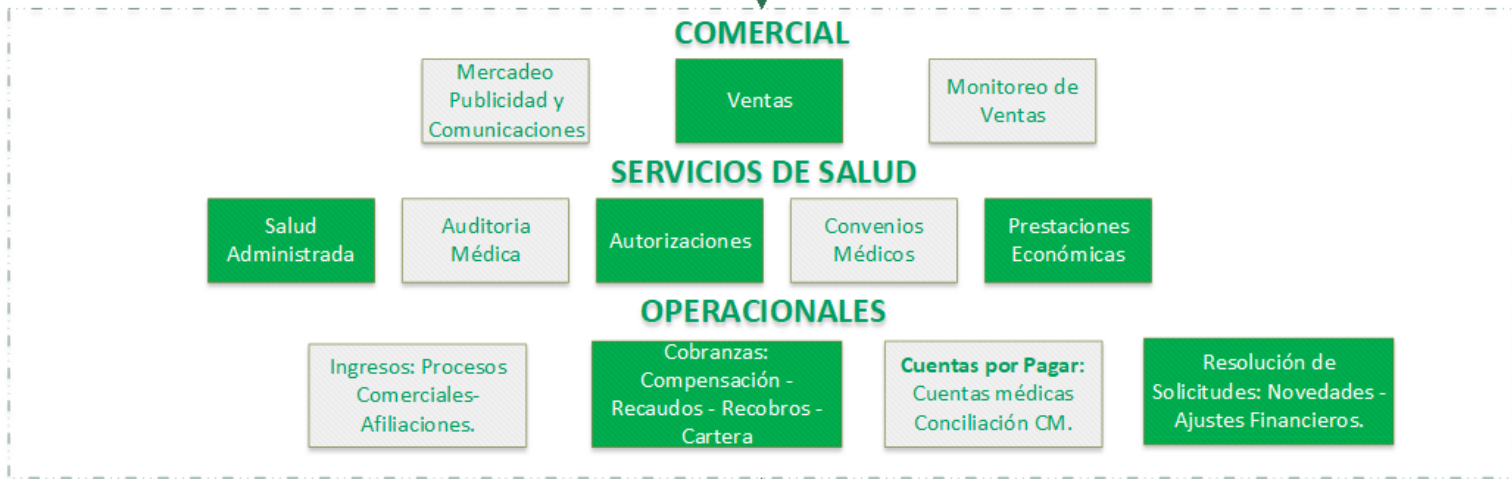 COMERCIAL
Mercadeo
Publicidad y
Comunicaciones
Ventas
Monitoreo de
Ventas
SERVICIOS DE SALUD
Salud
Administrada
Auditoria
Médica
Autorizaciones
Convenios
Médicos
Prestaciones
Económicas
OPERACIONALES
Ingresos: Procesos
Comerciales-
Afiliaciones.
Cobranzas:
Compensación -
Recaudos - Recobros -
Cartera
Cuentas por Pagar:
Cuentas médicas
Conciliación CM.
Resolución de
Solicitudes: Novedades -
Ajustes Financieros.